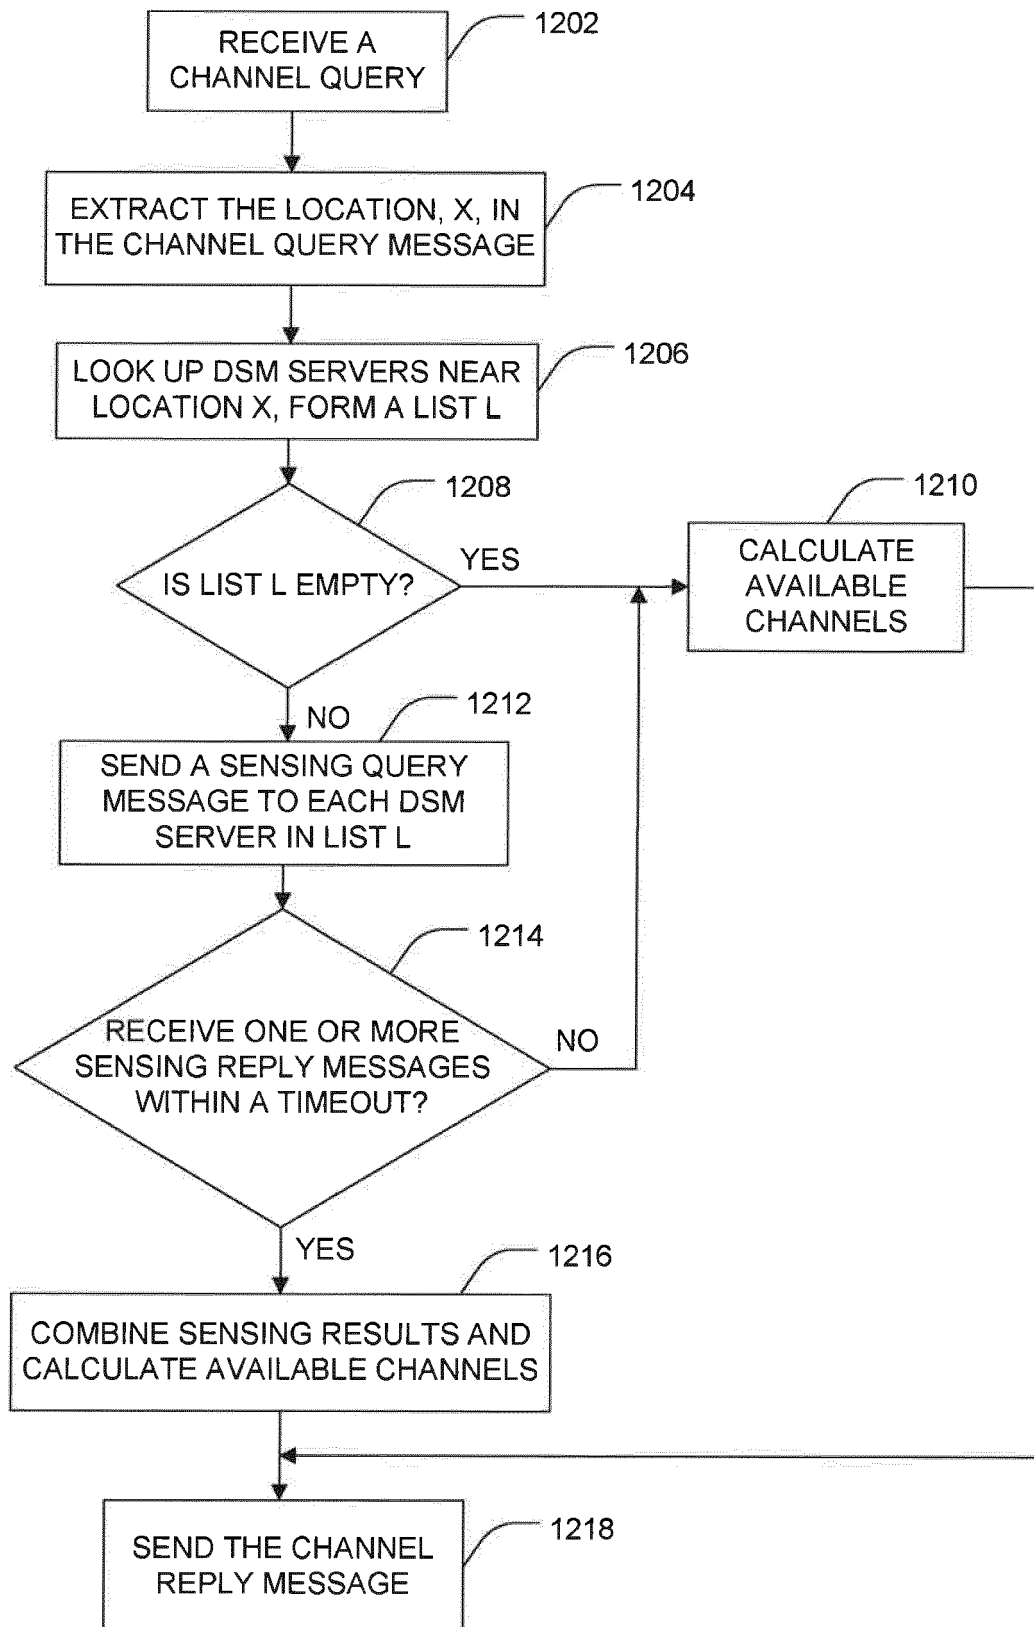 RECEIVE A
CHANNEL QUERY
1202
EXTRACT THE LOCATION, X, IN
THE CHANNEL QUERY MESSAGE
1204
LOOK UP DSM SERVERS NEAR
LOCATION X, FORM A LIST L
1206
IS LIST L EMPTY?
1208
YES
CALCULATE
AVAILABLE
CHANNELS
1210
NO
SEND A SENSING QUERY
MESSAGE TO EACH DSM
SERVER IN LIST L
1212
RECEIVE ONE OR MORE
SENSING REPLY MESSAGES
WITHIN A TIMEOUT?
1214
NO
YES
COMBINE SENSING RESULTS AND
CALCULATE AVAILABLE CHANNELS
1216
SEND THE CHANNEL
REPLY MESSAGE
1218